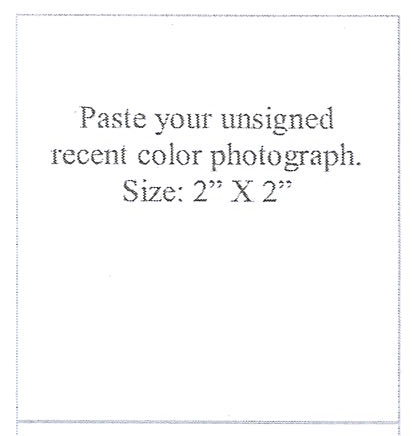 Paste your unsigned
recent color photograph.
Size: 2” X 2”